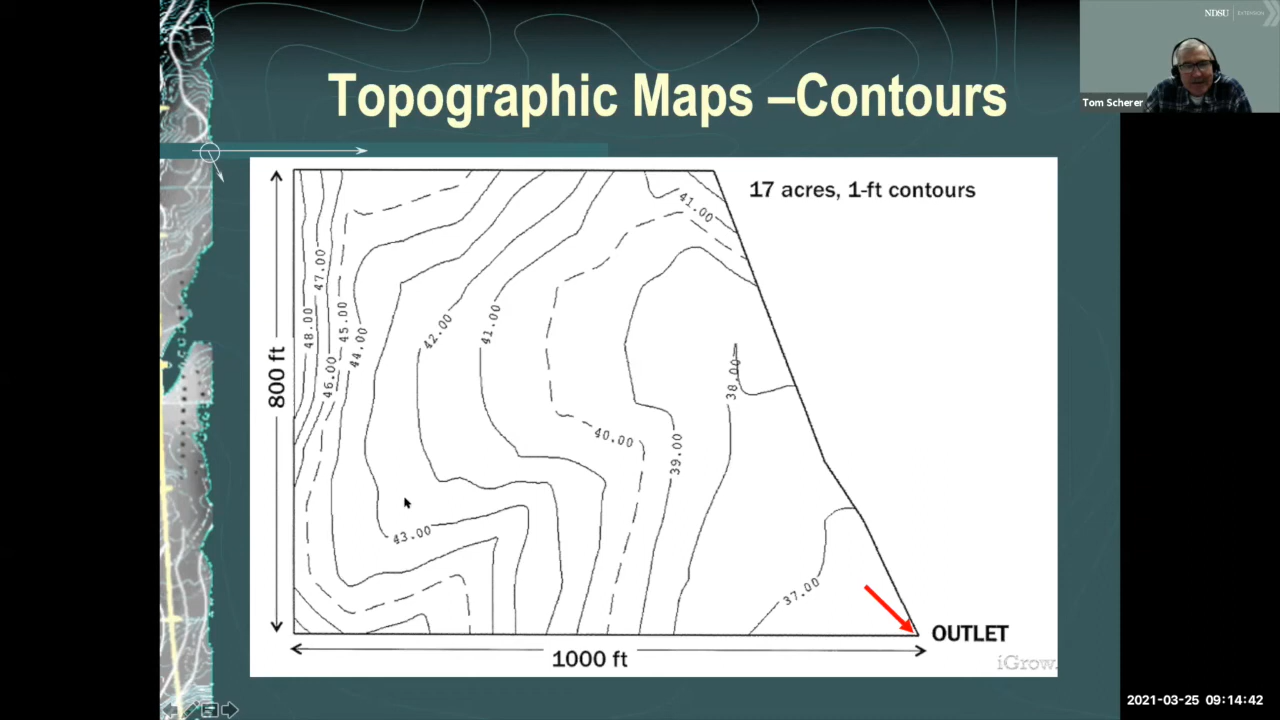 NDSU EXTENSION
Tom Scherer
Topographic Maps –Contours
17 acres, 1-ft contours
41.00
47.00
48.00
45.00
46.00
44.00
42.00
41.00
38.00
800 ft
40.00
39.00
43.00
37.00
OUTLET
1000 ft
iGrow.
2021-03-25 09:14:42